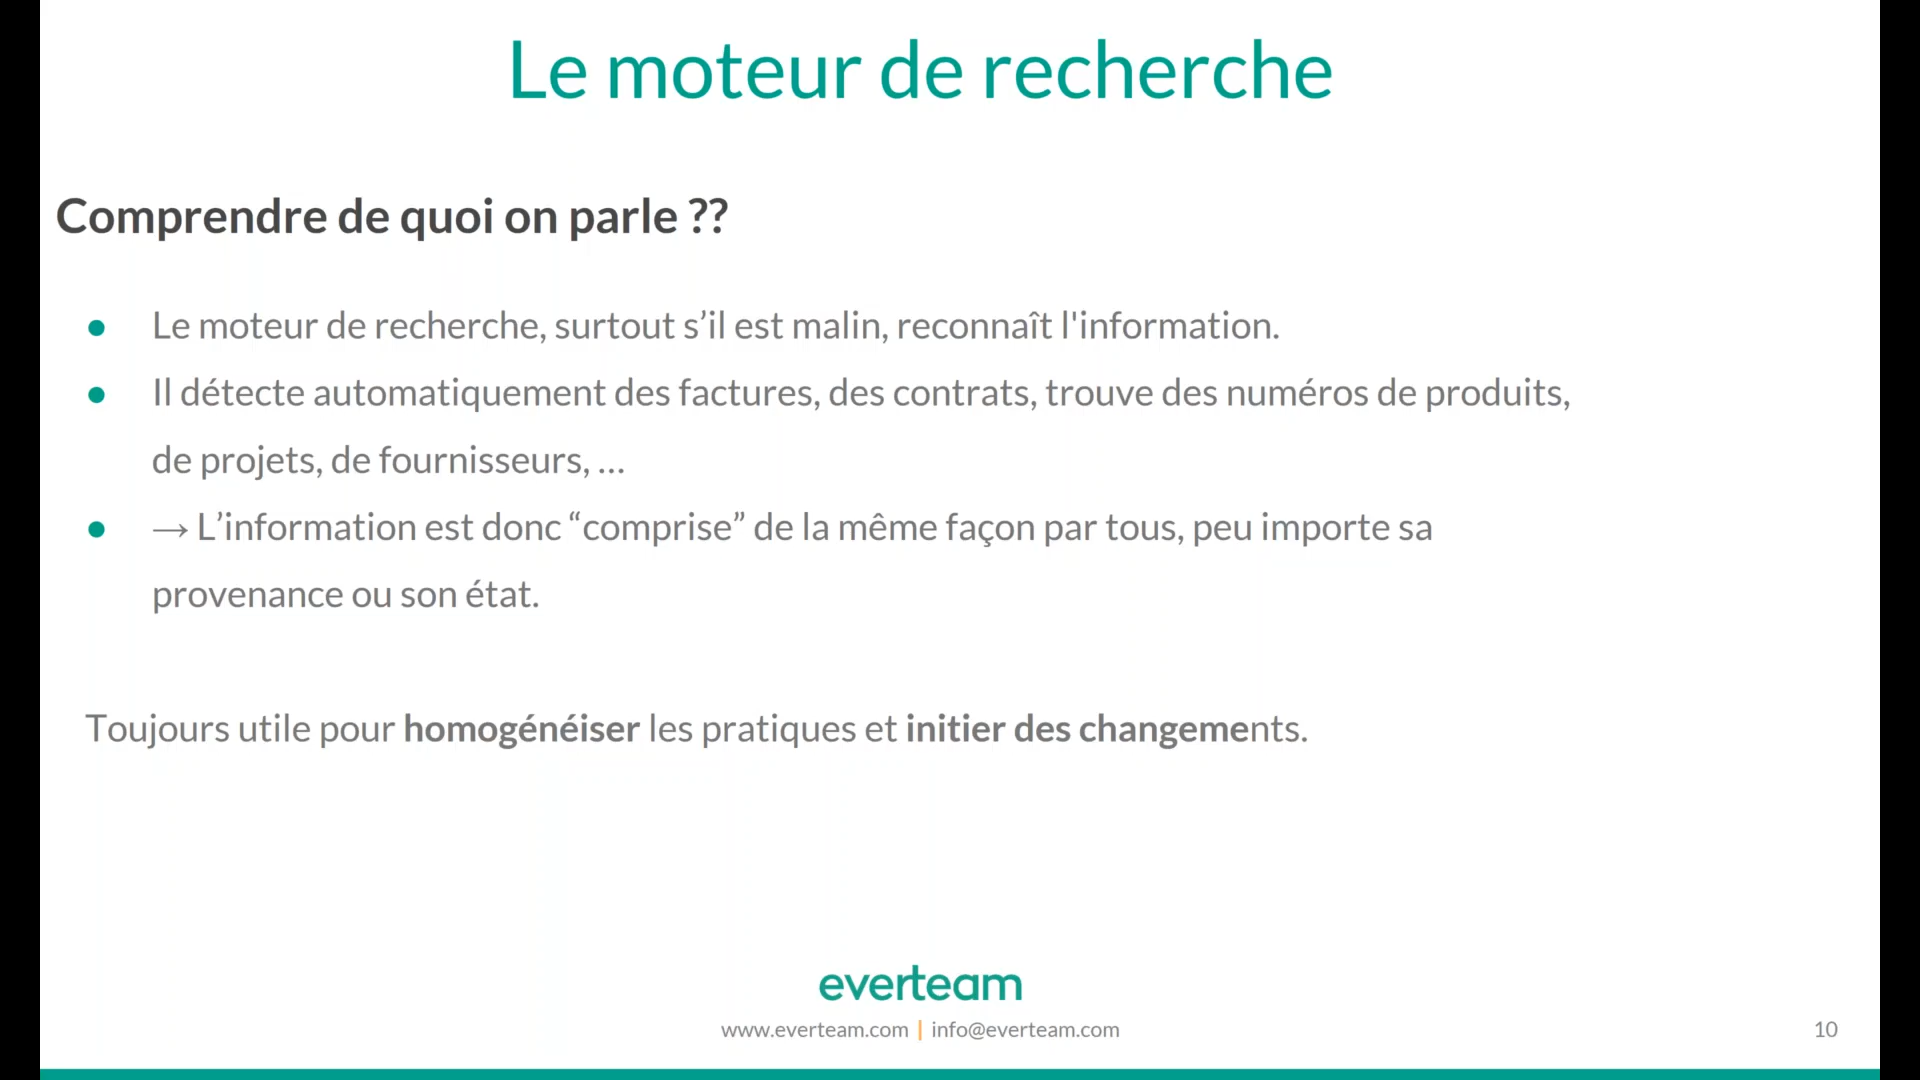 Le moteur de recherche
Comprendre de quoi on parle ??
● Le moteur de recherche, surtout s’il est malin, reconnaît l'information.
● Il détecte automatiquement des factures, des contrats, trouve des numéros de produits,
de projets, de fournisseurs, …
● → L’information est donc “comprise” de la même façon par tous, peu importe sa
provenance ou son état.
Toujours utile pour homogénéiser les pratiques et initier des changements.
everteam
www.everteam.com | info@everteam.com
10